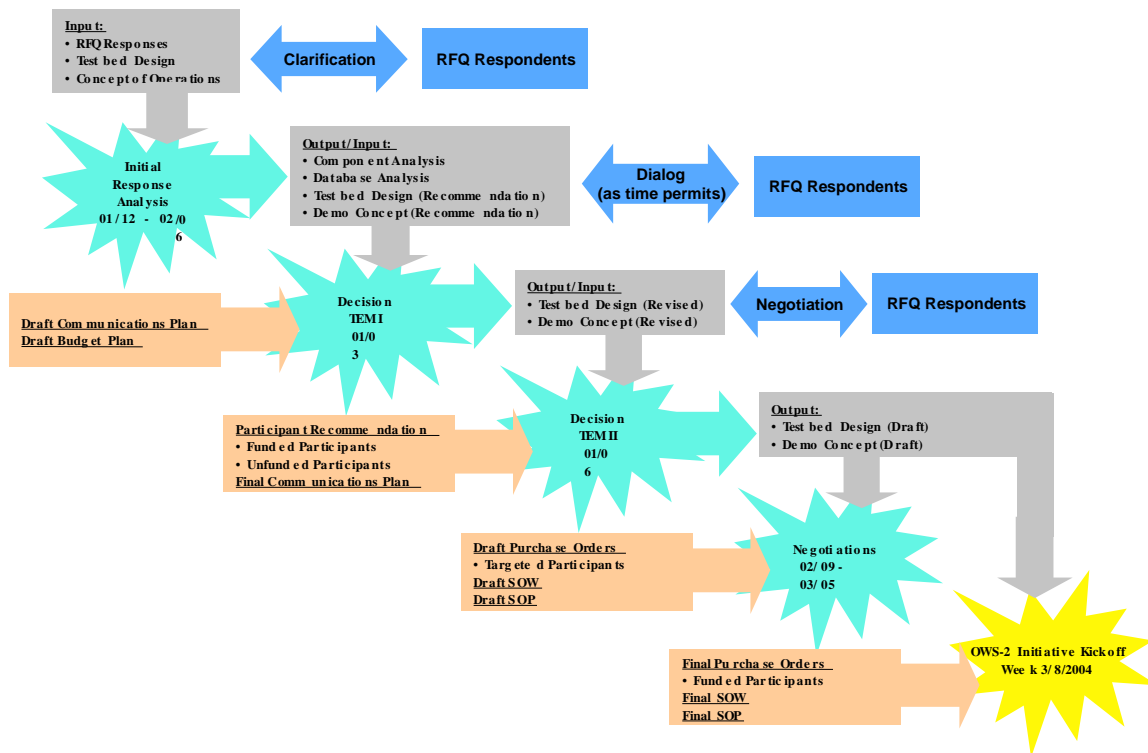 Input:
• RFQ Responses
• Test bed Design
• Concept of Operations
Clarification
RFQ Respondents
Initial
Response
Analysis
01/12 - 02/0
6
Output/Input:
• Component Analysis
• Database Analysis
• Test bed Design (Recommendation)
• Demo Concept (Recommendation)
Dialog
(as time permits)
RFQ Respondents
Draft Communications Plan
Draft Budget Plan
Decision
TEM I
01/0
3
Output/Input:
• Test bed Design (Revised)
• Demo Concept (Revised)
Negotiation
RFQ Respondents
Participant Recommendation
• Funded Participants
• Unfunded Participants
Final Communications Plan
Decision
TEM II
01/0
6
Output:
• Test bed Design (Draft)
• Demo Concept (Draft)
Draft Purchase Orders
• Targeted Participants
Draft SOW
Draft SOP
Negotiations
02/09 -
03/05
Final Purchase Orders
• Funded Participants
Final SOW
Final SOP
OWS-2 Initiative Kickoff
Week 3/8/2004